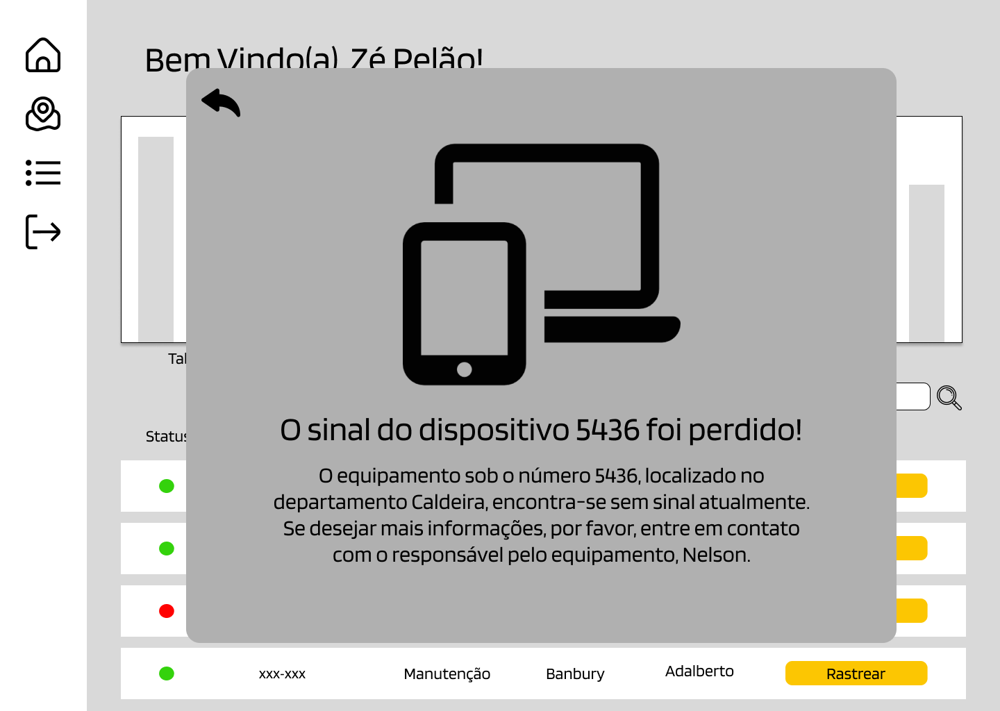 Bem Vindo(a) Zé Pelão!
O sinal do dispositivo 5436 foi perdido!
O equipamento sob o número 5436, localizado no
departamento Caldeira, encontra-se sem sinal atualmente.
Se desejar mais informações, por favor, entre em contato
com o responsável pelo equipamento, Nelson.
Status
xxx-xxx Manutenção Banbury Adalberto Rastrear